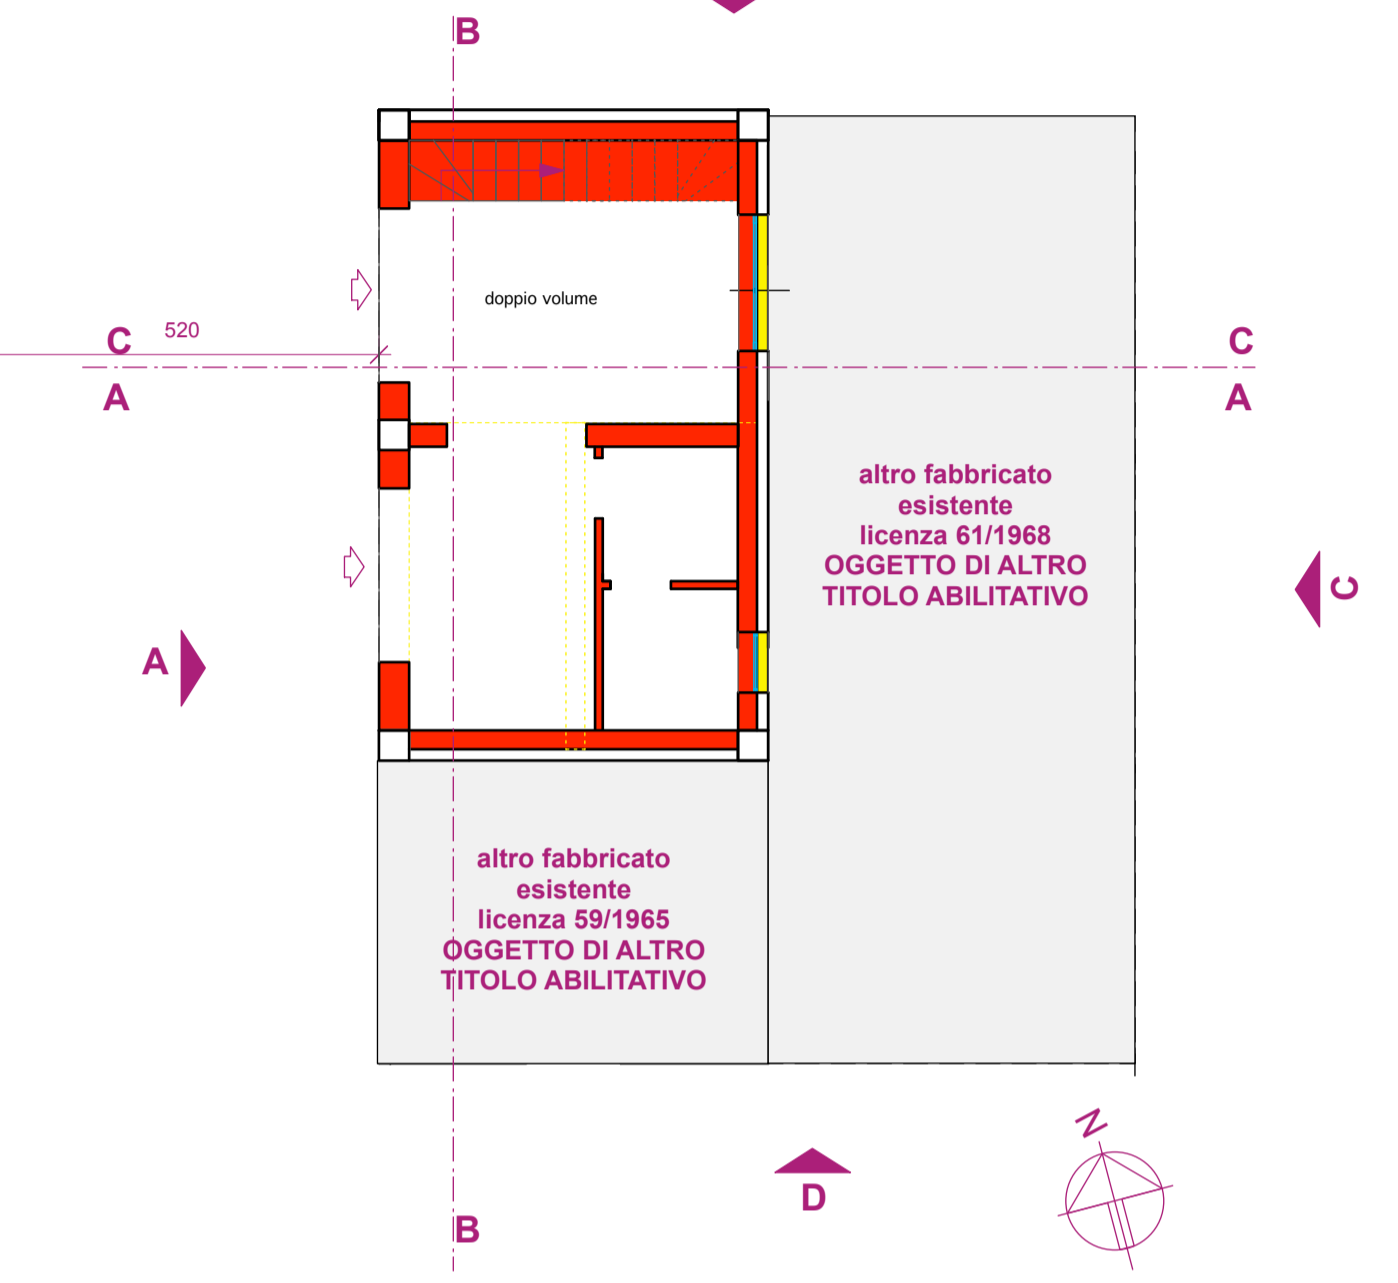 B
doppio volume
C
520
C
A
A
altro fabbricato
esistente
licenza 61/1968
OGGETTO DI ALTRO
TITOLO ABILITATIVO
C
A
altro fabbricato
esistente
licenza 59/1965
OGGETTO DI ALTRO
TITOLO ABILITATIVO
N
D
B